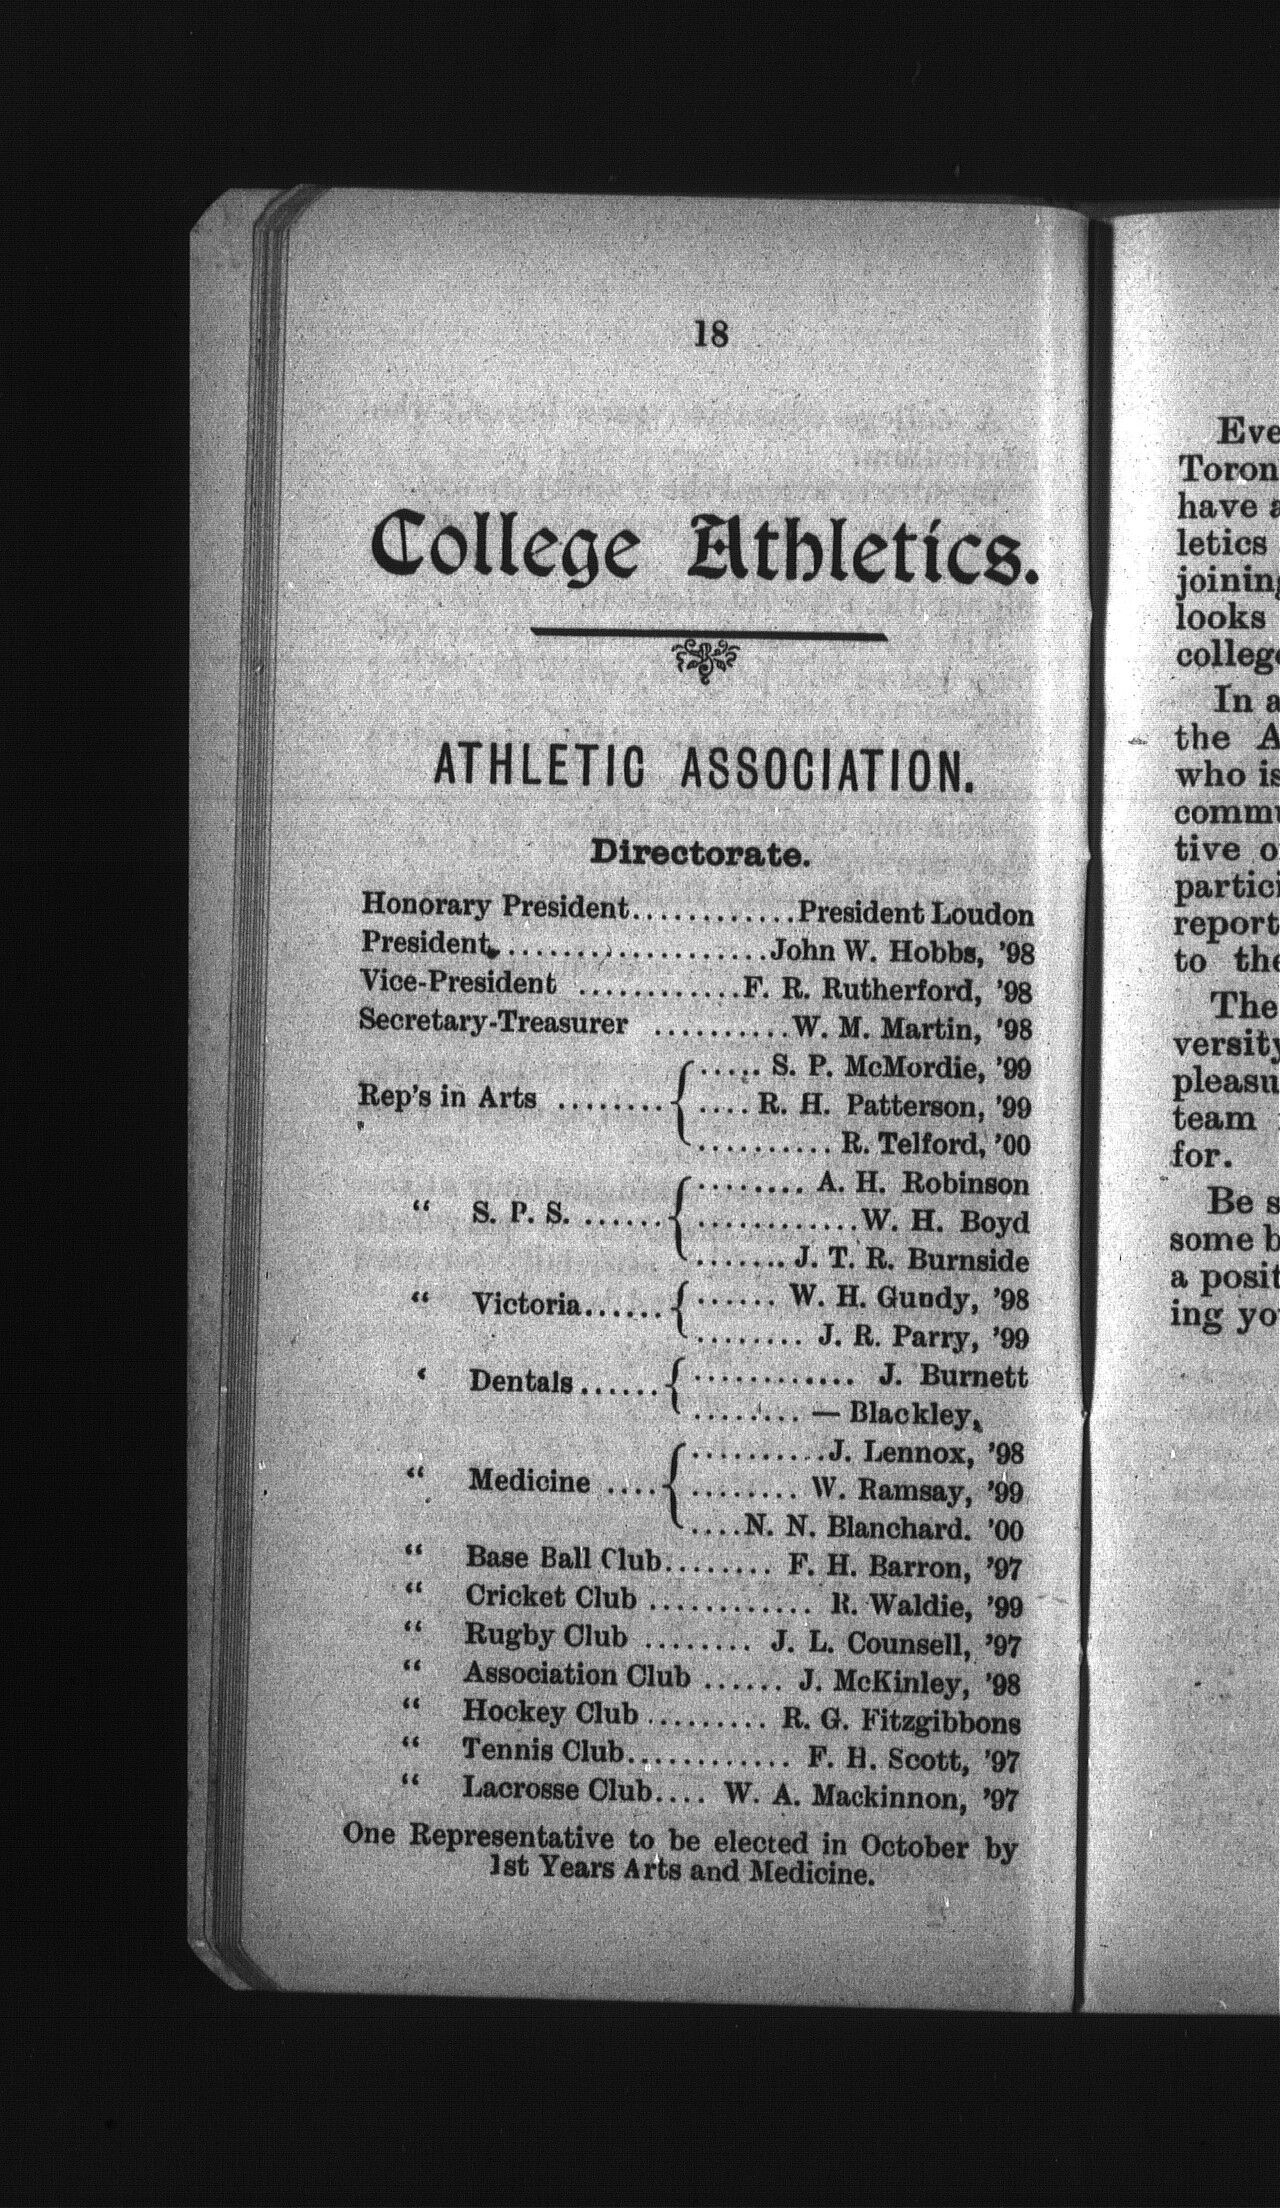 18
College Athletics.
ATHLETIC ASSOCIATION.
Directorate.
Honorary President............President Loudon
President....................John W. Hobbs, '98
Vice-President ............F. R. Rutherford, '98
Secretary-Treasurer ..........W. M. Martin, '98
..... S. P. McMordie, '99
Rep's in Arts ........ .... R. H. Patterson, '99
.......... R. Telford, '00
........ A. H. Robinson
“ S. P. S. ...... ............W. H. Boyd
....... J. T. R. Burnside
“ Victoria...... ...... W. H. Gundy, '98
........ J. R. Parry, '99
‘ Dentals...... ............ J. Burnett
........ — Blackley,
..........J. Lennox, '98
“ Medicine .... ........ W. Ramsay, '99
....N. N. Blanchard. '00
“ Base Ball Club........ F. H. Barron, '97
“ Cricket Club ............ R. Waldie, '99
“ Rugby Club ........ J. L. Counsell, '97
“ Association Club ...... J. McKinley, '98
“ Hockey Club ......... R. G. Fitzgibbons
“ Tennis Club............ F. H. Scott, '97
“ Lacrosse Club.... W. A. Mackinnon, '97
One Representative to be elected in October by
1st Years Arts and Medicine.
Eve
Toron
have a
letics
joining
looks
college
In a
the A
who is
commu
tive o
partici
report
to the
The
versity
pleasu
team
for.
Be s
some b
a posit
ing yo